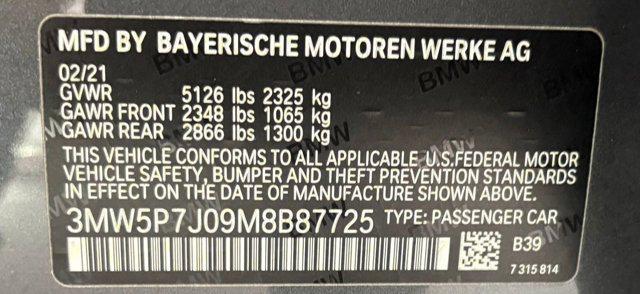 MFD BY BAYERISCHE MOTOREN WERKE AG
02/21
GVWR 5126 lbs 2325 kg
GAWR FRONT 2348 lbs 1065 kg
GAWR REAR 2866 lbs 1300 kg
THIS VEHICLE CONFORMS TO ALL APPLICABLE U.S.FEDERAL MOTOR
VEHICLE SAFETY, BUMPER AND THEFT PREVENTION STANDARDS
IN EFFECT ON THE DATE OF MANUFACTURE SHOWN ABOVE.
3MW5P7J09M8B87725 TYPE: PASSENGER CAR
B39
7 315 814